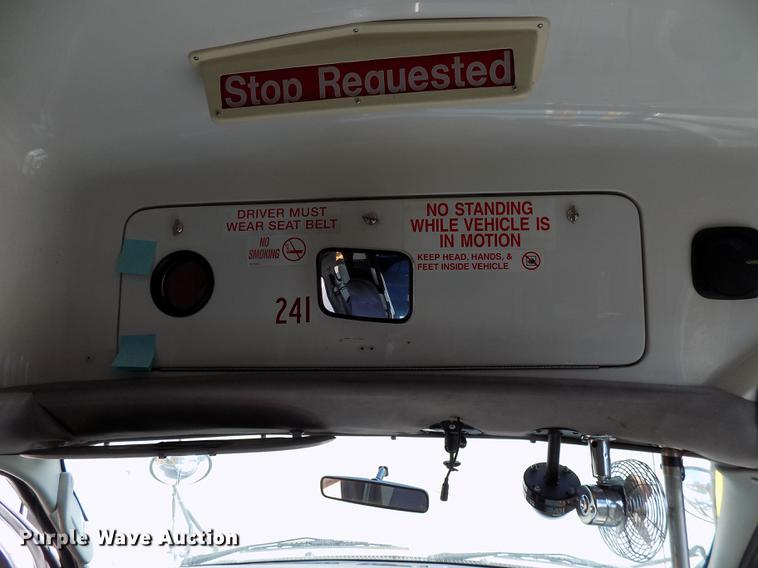 Stop Requested
DRIVER MUST
WEAR SEAT BELT
NO
SMOKING
NO STANDING
WHILE VEHICLE IS
IN MOTION
KEEP HEAD, HANDS, &
FEET INSIDE VEHICLE
241
Purple Wave Auction